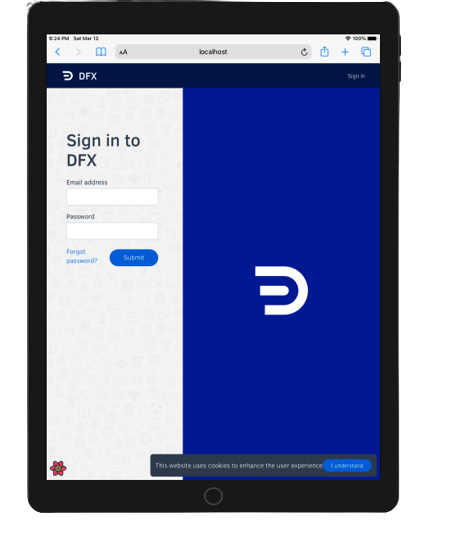 6:24 PM Sat Mar 12
100%
AA
localhost
DFX
Sign in
Sign in to
DFX
Email address
Password
Forgot
password?
Submit
This website uses cookies to enhance the user experience
I understand